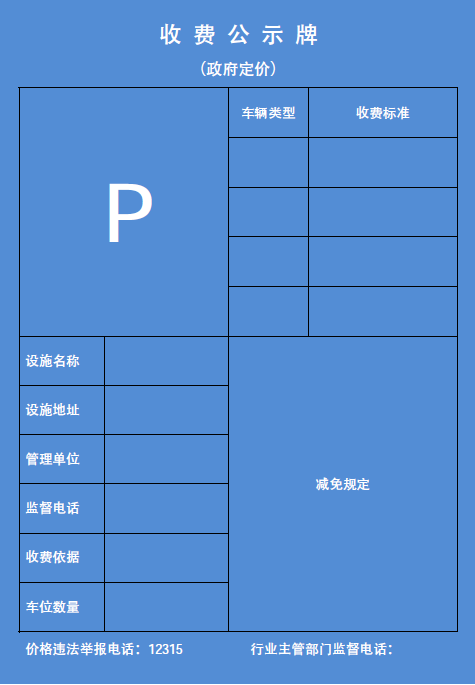 收费公示牌
（政府定价）
P
车辆类型
收费标准
设施名称
设施地址
管理单位
监督电话
收费依据
车位数量
减免规定
价格违法举报电话：12315
行业主管部门监督电话：